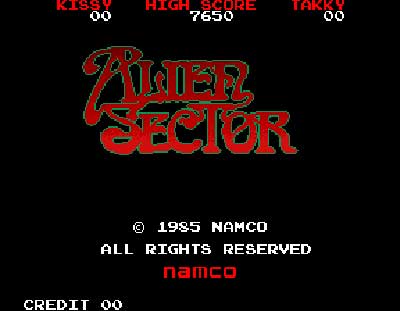 KISSY HIGH SCORE TAKKY
00 7650 00
ALIEN
SECTOR
© 1985 NAMCO
ALL RIGHTS RESERVED
namco
CREDIT 00